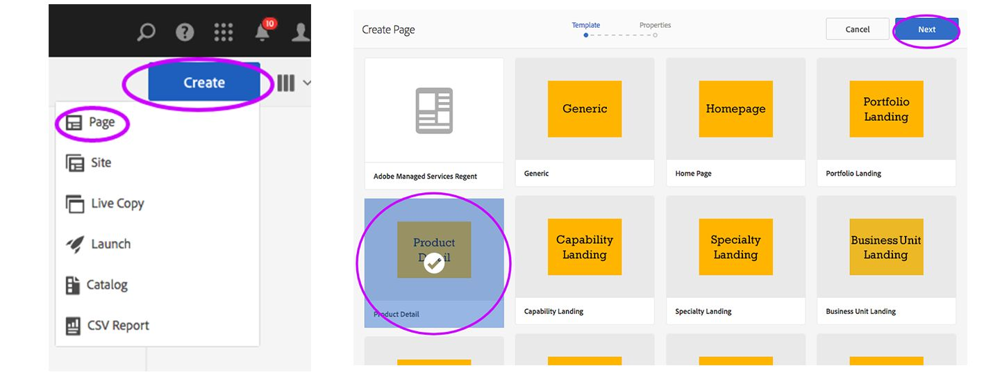 10
Create
Page
Site
Live Copy
Launch
Catalog
CSV Report
Create Page
Template
Properties
Cancel
Next
Adobe Managed Services Regent
Generic
Generic
Homepage
Home Page
Portfolio
Landing
Portfolio Landing
Product
Detail
Product Detail
Capability
Landing
Capability Landing
Specialty
Landing
Specialty Landing
Business Unit
Landing
Business Unit Landing